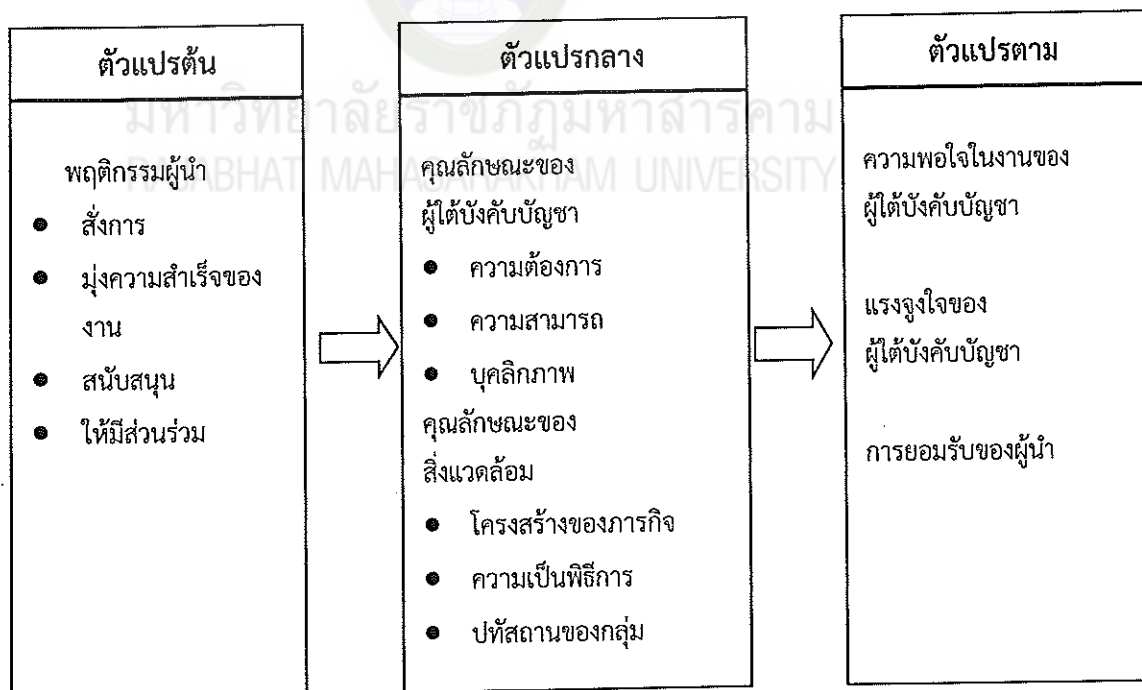 ตัวแปรต้น
พฤติกรรมผู้นำ
● สั่งการ
● มุ่งความสำเร็จของ
งาน
● สนับสนุน
● ให้มีส่วนร่วม
ตัวแปรกลาง
คุณลักษณะของ
ผู้ใต้บังคับบัญชา
● ความต้องการ
● ความสามารถ
● บุคลิกภาพ
คุณลักษณะของ
สิ่งแวดล้อม
● โครงสร้างของภารกิจ
● ความเป็นพิธีการ
● ปทัสถานของกลุ่ม
ตัวแปรตาม
ความพอใจในงานของ
ผู้ใต้บังคับบัญชา
แรงจูงใจของ
ผู้ใต้บังคับบัญชา
การยอมรับของผู้นำ
มหาวิทยาลัยราชภัฏมหาสารคาม
RAJABHAT MAHASARAKHAM UNIVERSITY